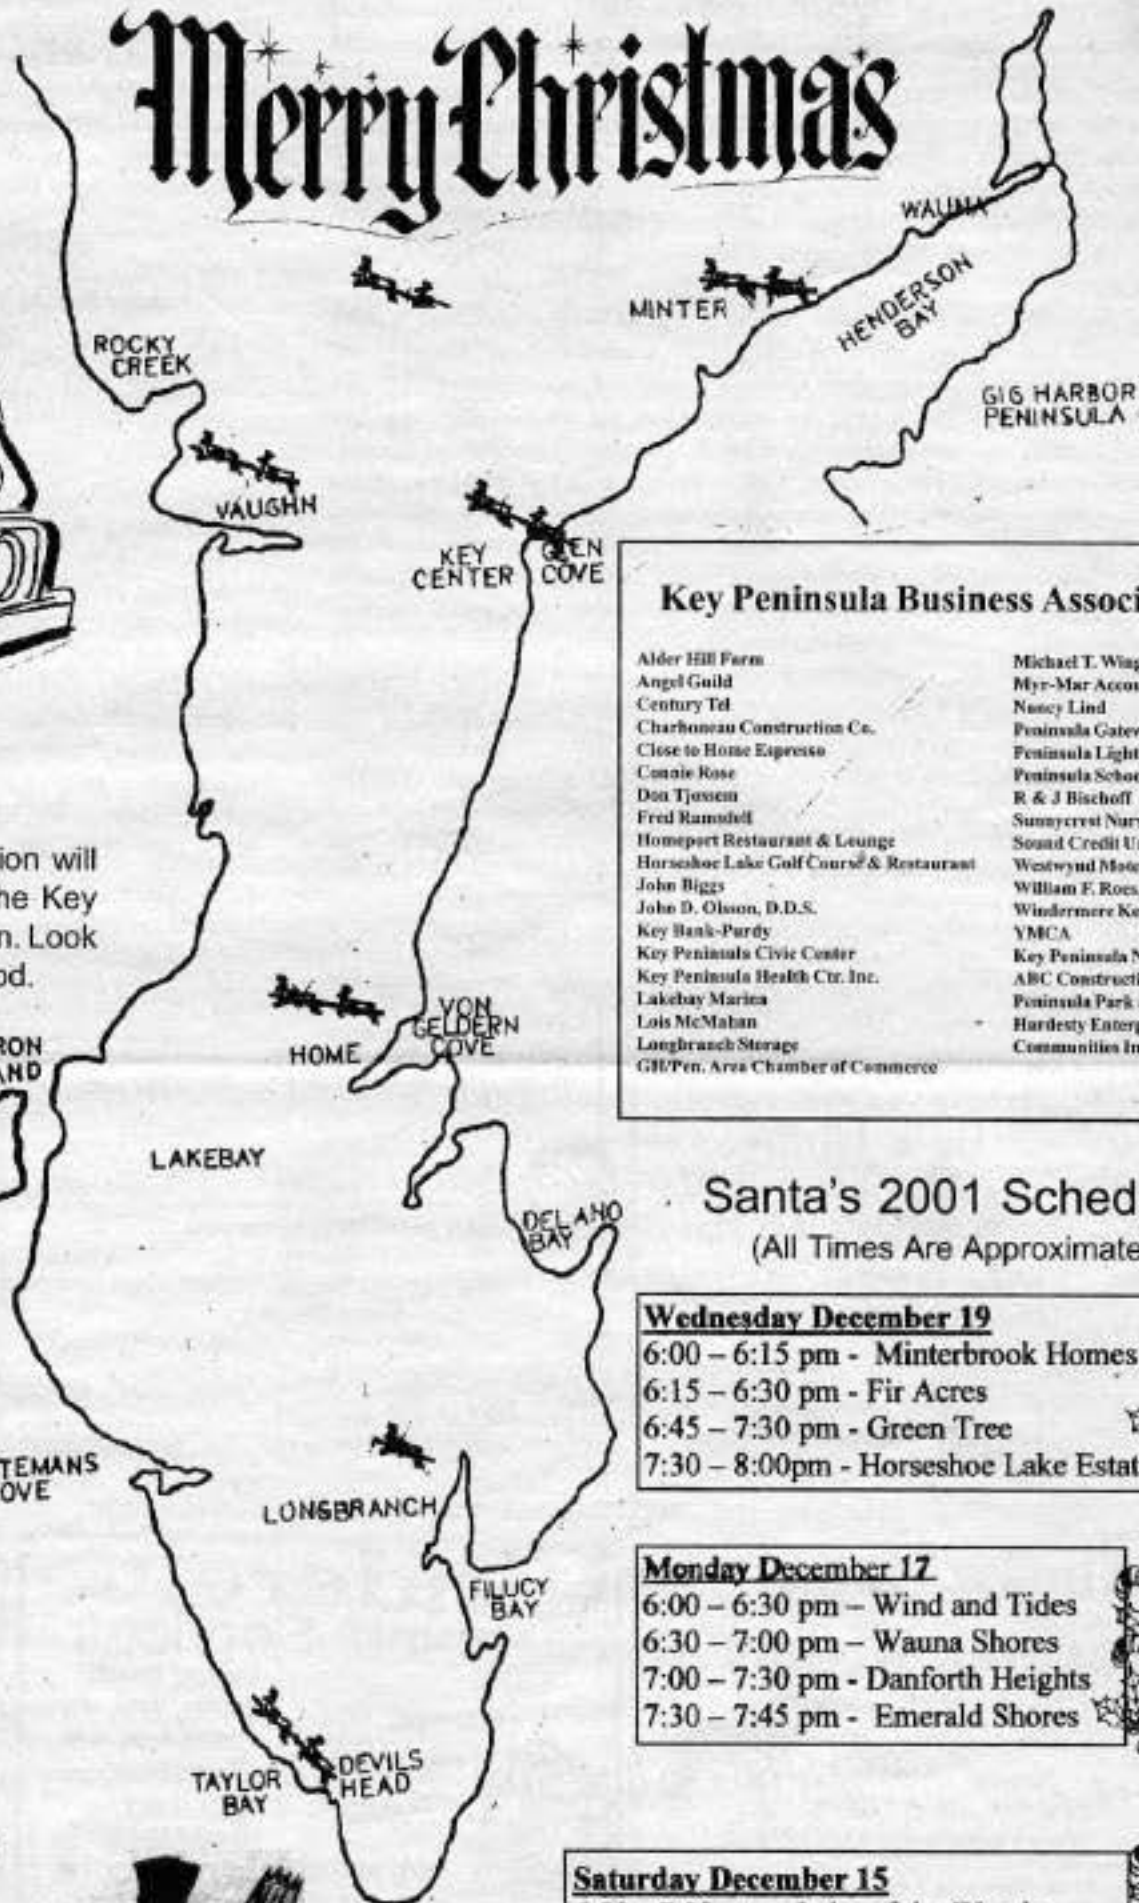 Merry Christmas
WAUNA
MINTER
HENDERSON
BAY
ROCKY
CREEK
GIG HARBOR
PENINSULA
VAUGHN
KEY
CENTER
GLEN
COVE
Key Peninsula Business Associ
Alder Hill Farm
Angel Guild
Century Tel
Charboneau Construction Co.
Close to Home Espresso
Connie Rose
Don Tjossem
Fred Ramsdell
Homeport Restaurant & Lounge
Horseshoe Lake Golf Course & Restaurant
John Biggs
John D. Olsson, D.D.S.
Key Bank-Purdy
Key Peninsula Civic Center
Key Peninsula Health Ctr. Inc.
Lakebay Marina
Lois McMahan
Longbranch Storage
GH/Pen. Area Chamber of Commerce
Michael T. Wing
Myr-Mar Accou
Nancy Lind
Peninsula Gatew
Peninsula Light
Peninsula Schoo
R & J Bischoff
Sunnycrest Nurs
Sound Credit U
Westwynd Mote
William F. Roes
Windermere Ke
YMCA
Key Peninsula N
ABC Constructi
Peninsula Park
Hardesty Enterp
Communities In
ion will
he Key
n. Look
od.
RON
AND
HOME
VON
GELDERN
COVE
LAKEBAY
DELANO
BAY
Santa's 2001 Sched
(All Times Are Approximate
Wednesday December 19
6:00 – 6:15 pm - Minterbrook Homes
6:15 – 6:30 pm - Fir Acres
6:45 – 7:30 pm - Green Tree
7:30 – 8:00pm - Horseshoe Lake Estat
TEMANS
OVE
LONGBRANCH
FILUCY
BAY
Monday December 17
6:00 – 6:30 pm – Wind and Tides
6:30 – 7:00 pm – Wauna Shores
7:00 – 7:30 pm - Danforth Heights
7:30 – 7:45 pm - Emerald Shores
TAYLOR
BAY
DEVILS
HEAD
Saturday December 15